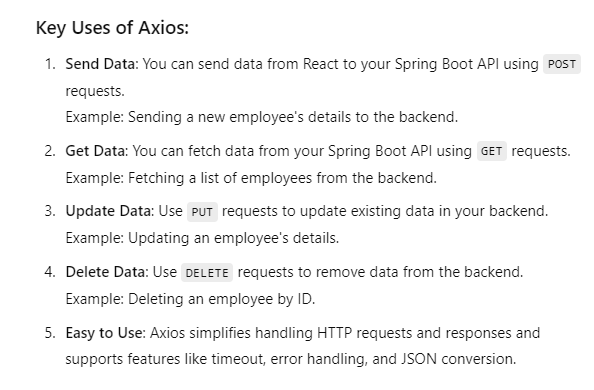 Key Uses of Axios:
1. Send Data: You can send data from React to your Spring Boot API using POST
requests.
Example: Sending a new employee's details to the backend.
2. Get Data: You can fetch data from your Spring Boot API using GET requests.
Example: Fetching a list of employees from the backend.
3. Update Data: Use PUT requests to update existing data in your backend.
Example: Updating an employee's details.
4. Delete Data: Use DELETE requests to remove data from the backend.
Example: Deleting an employee by ID.
5. Easy to Use: Axios simplifies handling HTTP requests and responses and
supports features like timeout, error handling, and JSON conversion.